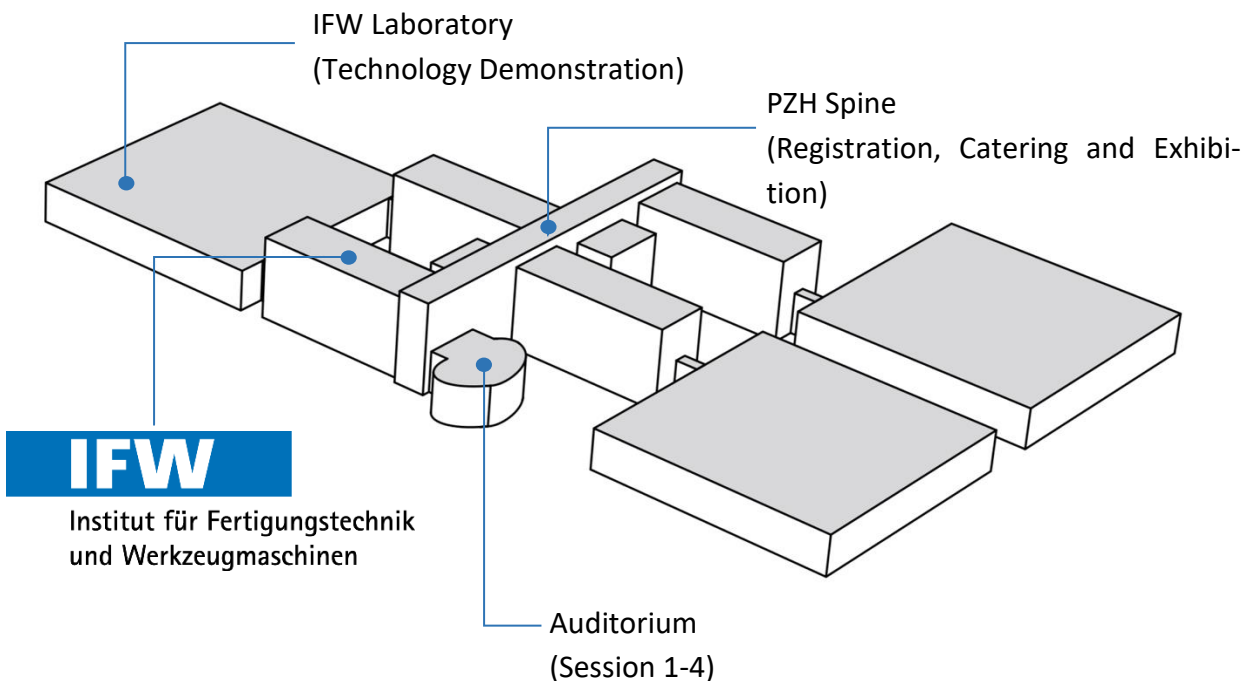 IFW Laboratory
(Technology Demonstration)
PZH Spine
(Registration, Catering and Exhibi-
tion)
IFW
Institut für Fertigungstechnik
und Werkzeugmaschinen
Auditorium
(Session 1-4)